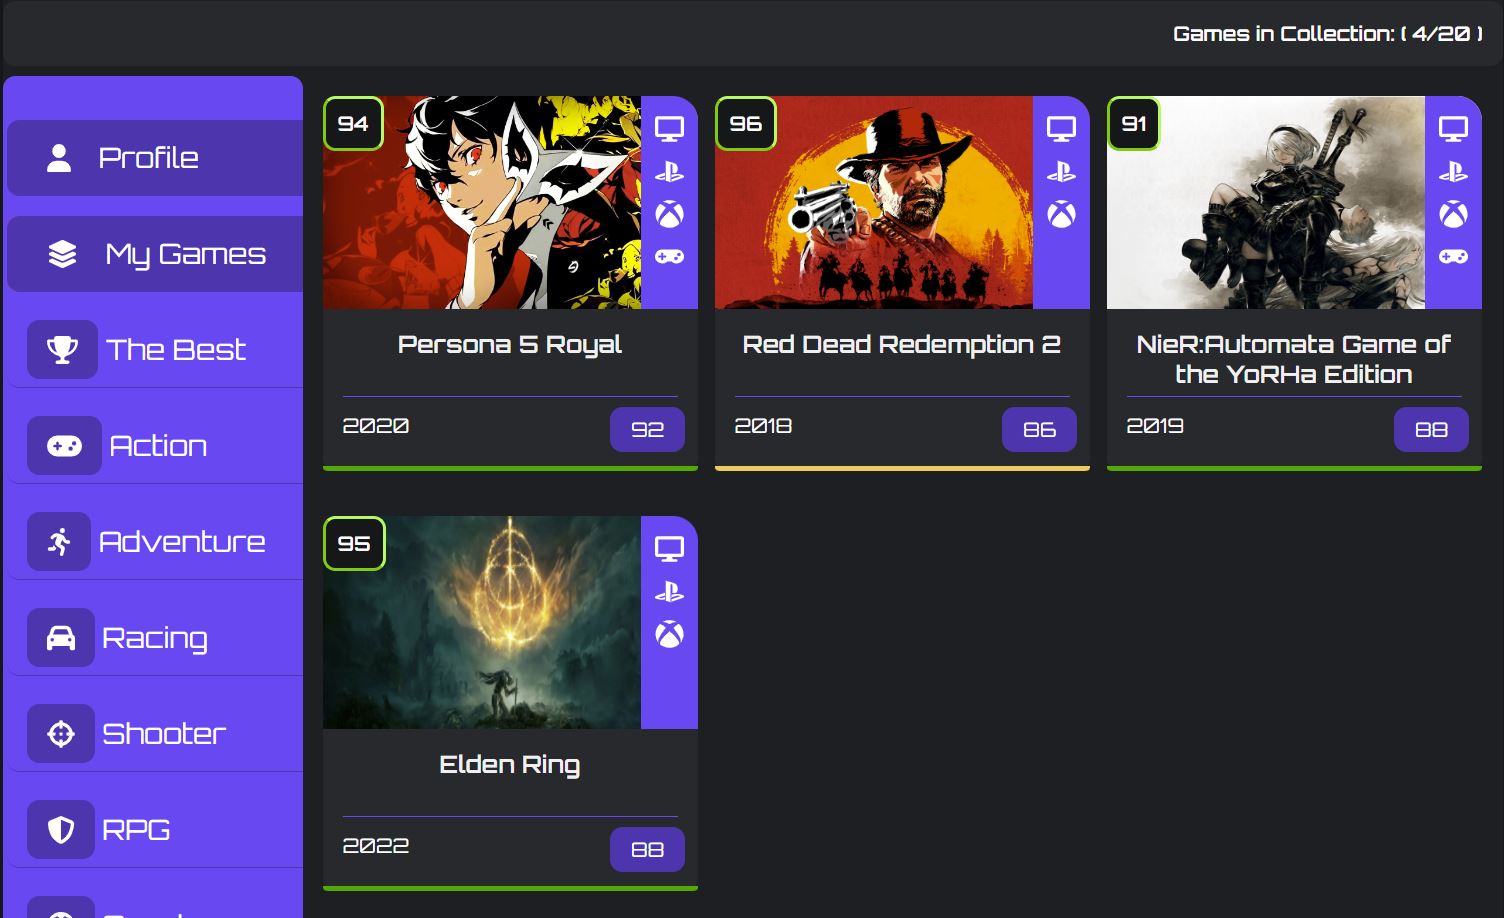 Games in Collection: ( 4/20 )
Profile
My Games
The Best
Action
Adventure
Racing
Shooter
RPG
94
Persona 5 Royal
2020
92
96
Red Dead Redemption 2
2018
86
91
NieR:Automata Game of
the YoRHa Edition
2019
88
95
Elden Ring
2022
88